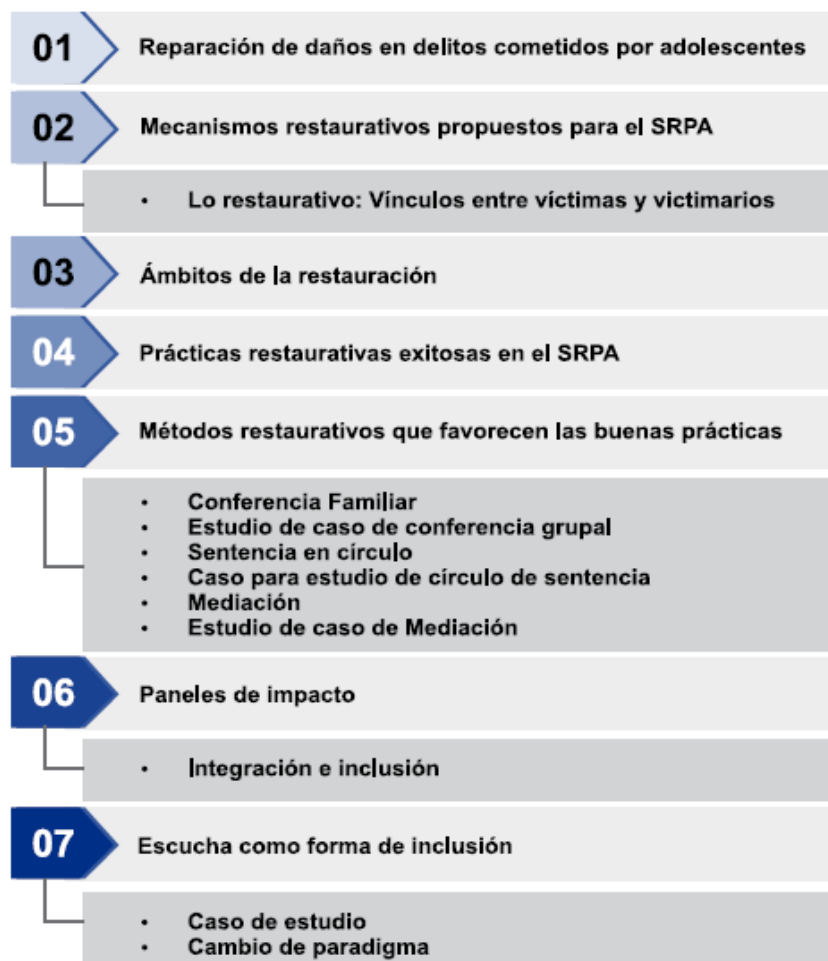 01 Reparación de daños en delitos cometidos por adolescentes
02 Mecanismos restaurativos propuestos para el SRPA
• Lo restaurativo: Vínculos entre víctimas y victimarios
03 Ámbitos de la restauración
04 Prácticas restaurativas exitosas en el SRPA
05 Métodos restaurativos que favorecen las buenas prácticas
• Conferencia Familiar
• Estudio de caso de conferencia grupal
• Sentencia en círculo
• Caso para estudio de círculo de sentencia
• Mediación
• Estudio de caso de Mediación
06 Paneles de impacto
• Integración e inclusión
07 Escucha como forma de inclusión
• Caso de estudio
• Cambio de paradigma